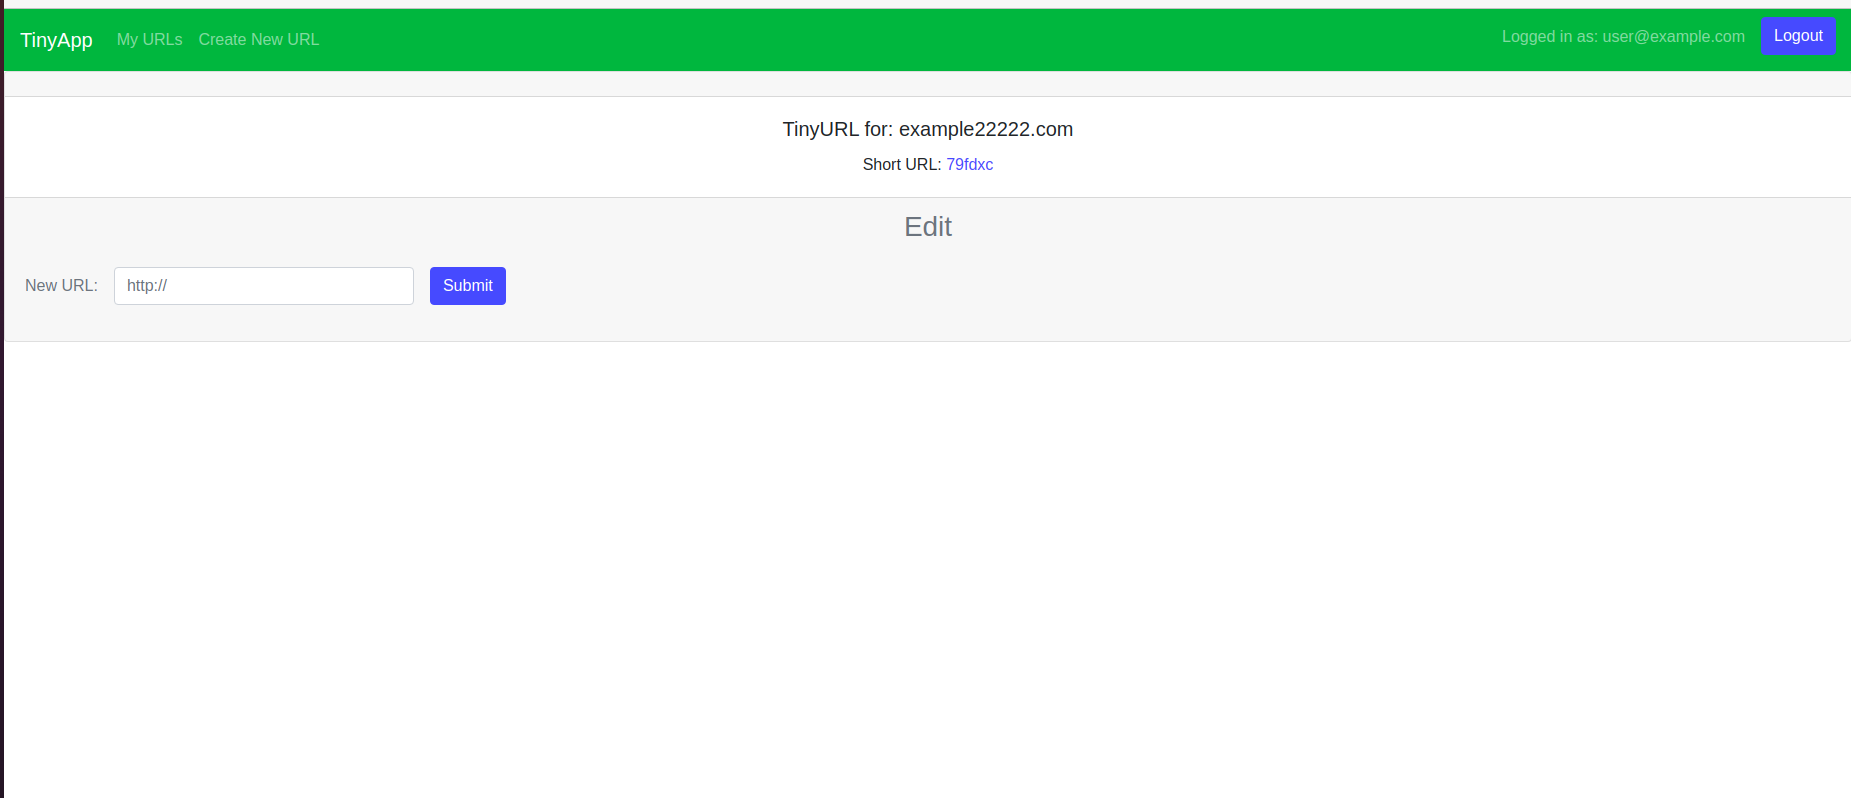 TinyApp My URLs Create New URL Logged in as: user@example.com Logout
TinyURL for: example22222.com
Short URL: 79fdxc
Edit
New URL: http:// Submit